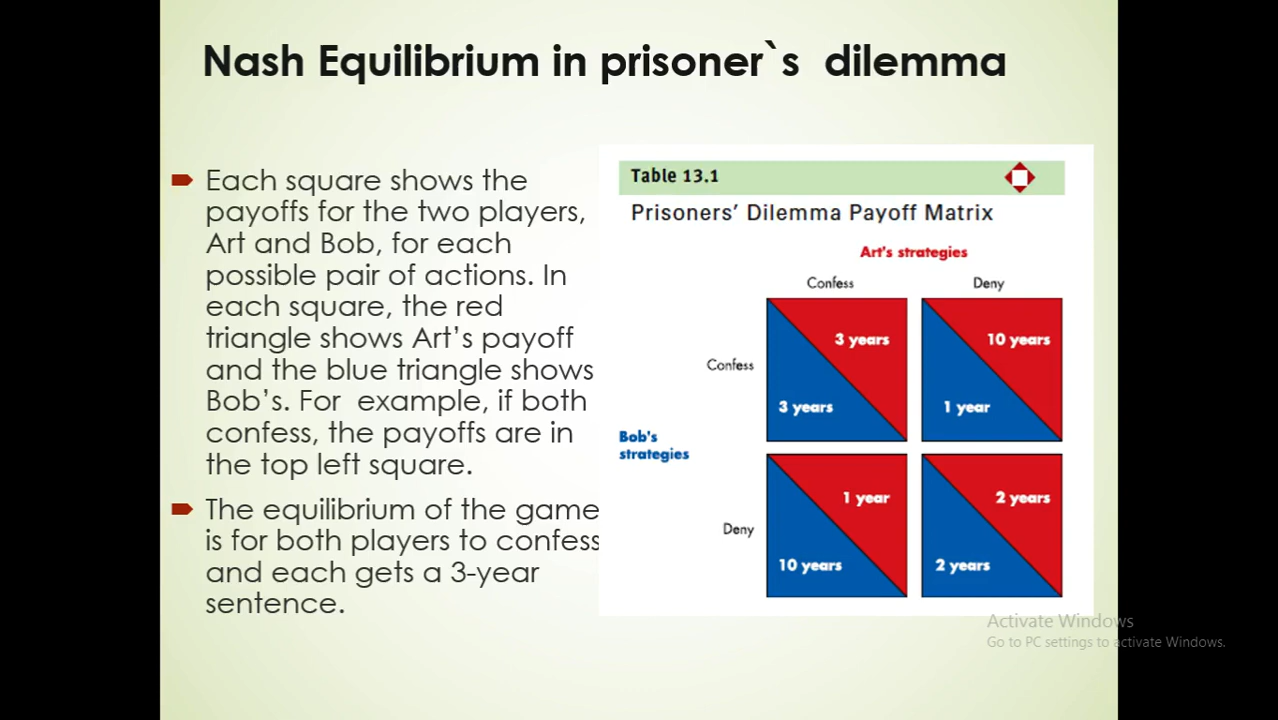 Nash Equilibrium in prisoner`s dilemma
Each square shows the
payoffs for the two players,
Art and Bob, for each
possible pair of actions. In
each square, the red
triangle shows Art’s payoff
and the blue triangle shows
Bob’s. For example, if both
confess, the payoffs are in
the top left square.
The equilibrium of the game
is for both players to confess
and each gets a 3-year
sentence.
Table 13.1
Prisoners’ Dilemma Payoff Matrix
Art's strategies
Confess Deny
3 years 10 years
Confess
3 years 1 year
Bob's
strategies
1 year 2 years
Deny
10 years 2 years
Activate Windows
Go to PC settings to activate Windows.